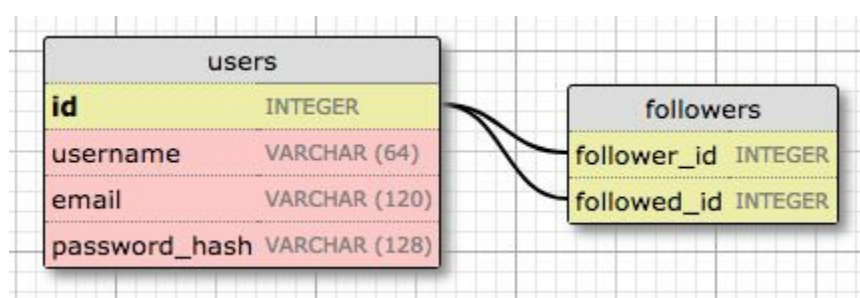 users
id INTEGER
username VARCHAR (64)
email VARCHAR (120)
password_hash VARCHAR (128)
followers
follower_id INTEGER
followed_id INTEGER